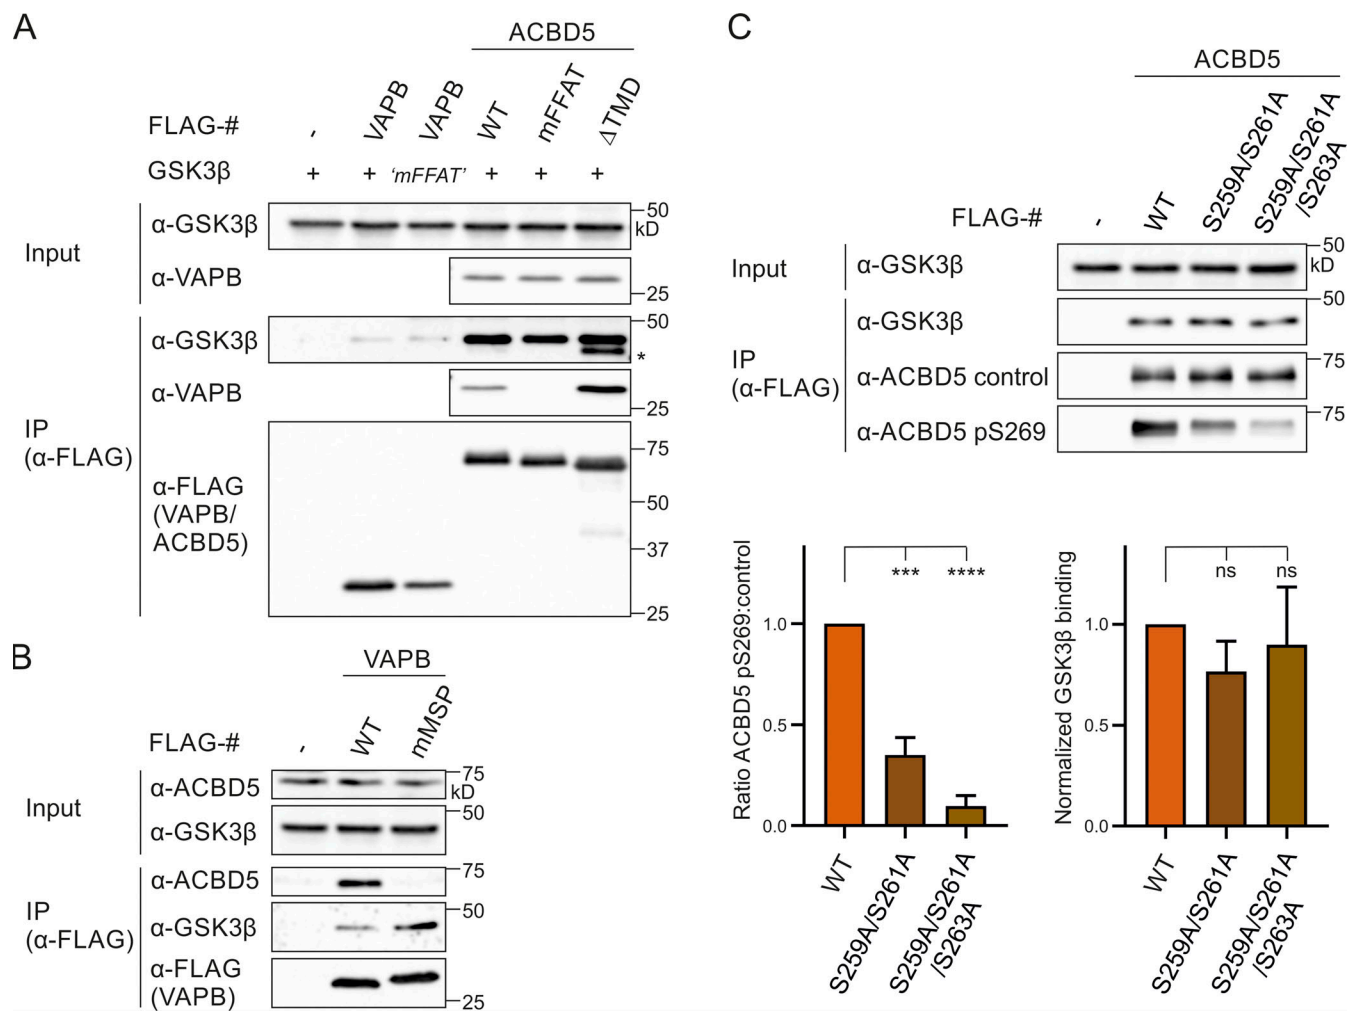 A
ACBD5
FLAG-#
-
VAPB
VAPB
WT
mFFAT
ΔTMD
GSK3β
+
+
‘mFFAT’
+
+
+
Input
α-GSK3β
50
kD
α-VAPB
25
IP
(α-FLAG)
α-GSK3β
50
*
α-VAPB
25
α-FLAG
(VAPB/
ACBD5)
75
50
37
25
B
VAPB
FLAG-#
-
WT
mMSP
Input
α-ACBD5
75
kD
α-GSK3β
50
IP
(α-FLAG)
α-ACBD5
75
α-GSK3β
50
α-FLAG
(VAPB)
25
C
ACBD5
FLAG-#
-
WT
S259A/S261A
S259A/S261A
/S263A
Input
α-GSK3β
50
kD
IP
(α-FLAG)
α-GSK3β
50
α-ACBD5 control
75
α-ACBD5 pS269
75
Ratio ACBD5 pS269:control
***
****
1.0
0.5
0.0
WT
S259A/S261A
S259A/S261A
/S263A
Normalized GSK3β binding
ns
ns
1.0
0.5
0.0
WT
S259A/S261A
S259A/S261A
/S263A